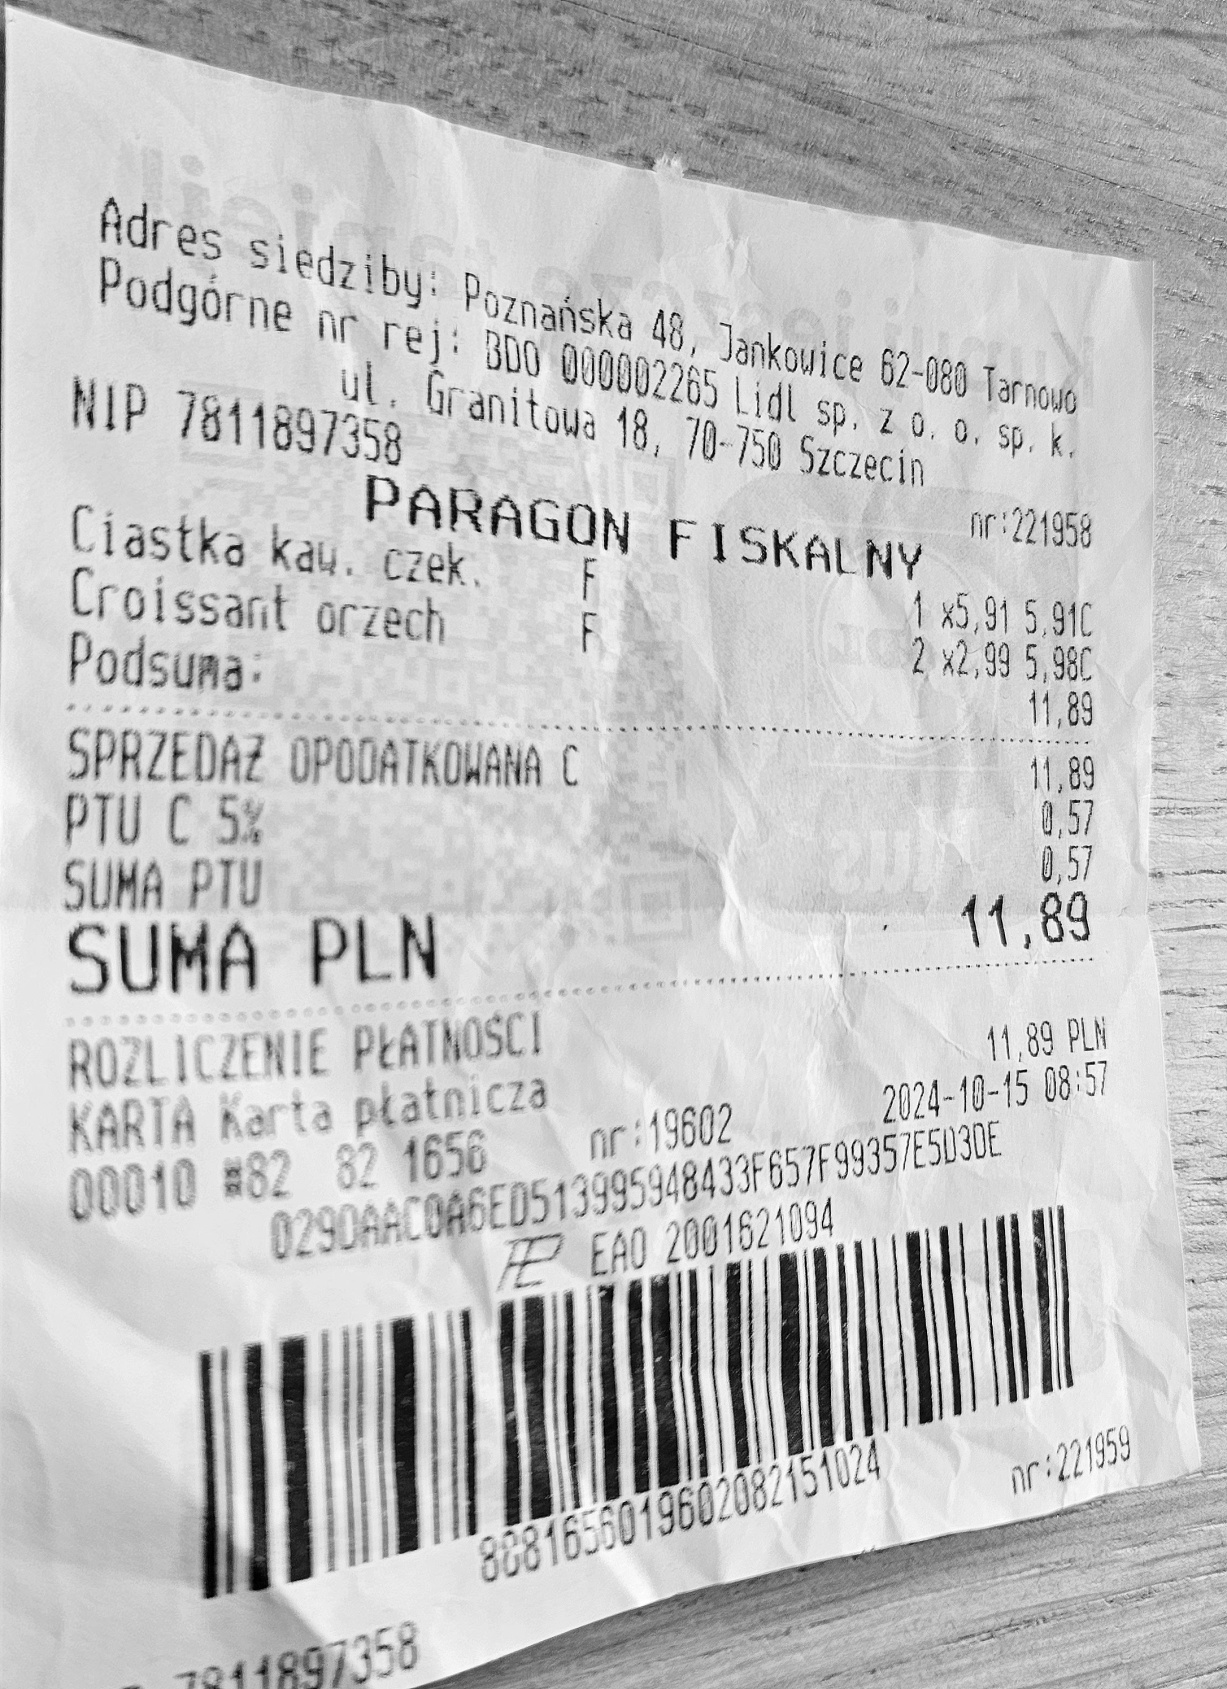 Adres siedziby: Poznańska 48, Jankowice 62-080 Tarnowo
Podgórne nr rej: BDO 000002265 Lidl sp. z o. o. sp. k.
ul. Granitowa 18, 70-750 Szczecin
NIP 7811897358
nr:221958
PARAGON FISKALNY
Ciastka kaw. czek. F 1 x5,91 5,91C
Croissant orzech F 2 x2,99 5,98C
Podsuma: 11,89
SPRZEDAŻ OPODATKOWANA C 11,89
PTU C 5% 0,57
SUMA PTU 0,57
SUMA PLN 11,89
ROZLICZENIE PŁATNOŚCI
KARTA Karta płatnicza 11,89 PLN
00010 #82 82 1656 nr:19602 2024-10-15 08:57
029DAAC0A6ED513995948433F657F99357E5D3DE
EAO 2001621094
8081656019602082151024
nr:221959
7811897358